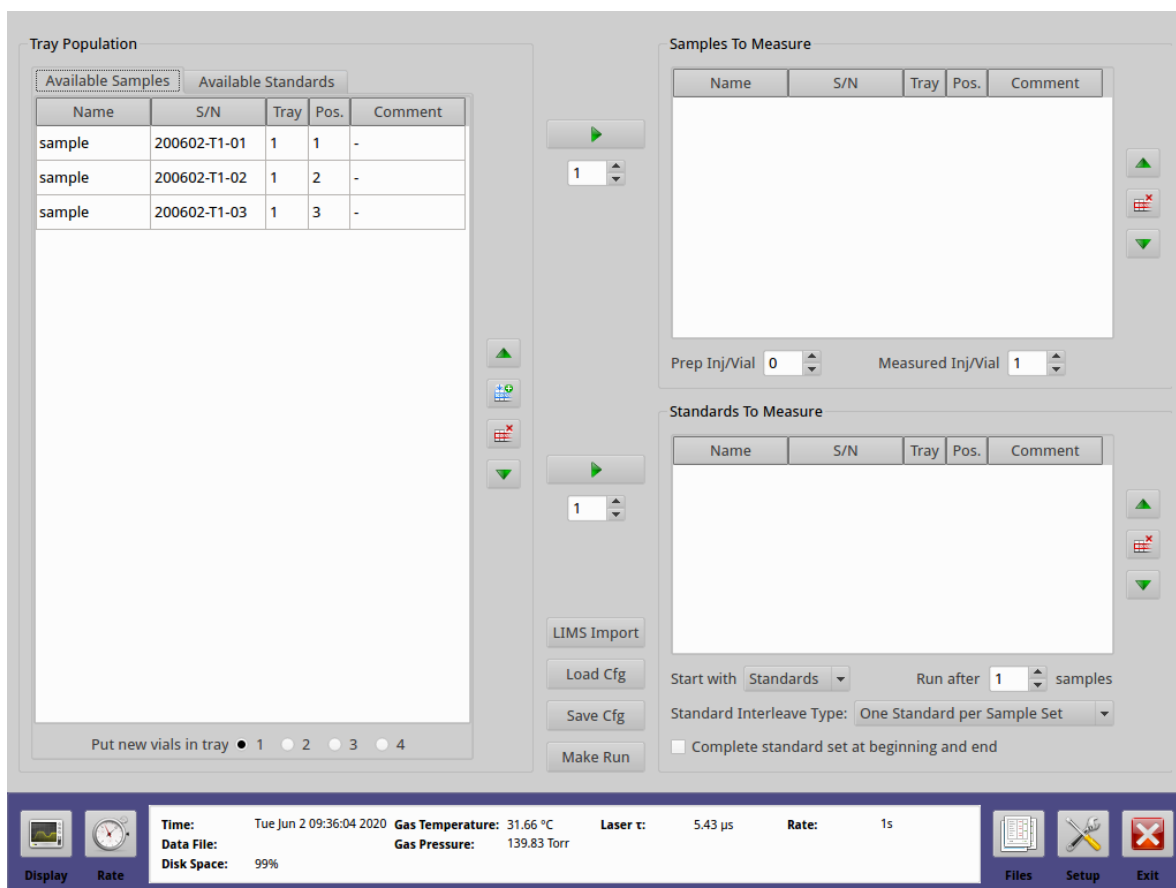 Tray Population
Available Samples Available Standards
Name S/N Tray Pos. Comment
sample 200602-T1-01 1 1 -
sample 200602-T1-02 1 2 -
sample 200602-T1-03 1 3 -
Put new vials in tray 1 2 3 4
1
1
LIMS Import
Load Cfg
Save Cfg
Make Run
Samples To Measure
Name S/N Tray Pos. Comment
Prep Inj/Vial 0 Measured Inj/Vial 1
Standards To Measure
Name S/N Tray Pos. Comment
Start with Standards Run after 1 samples
Standard Interleave Type: One Standard per Sample Set
Complete standard set at beginning and end
Display Rate
Time: Tue Jun 2 09:36:04 2020 Gas Temperature: 31.66 °C Laser τ: 5.43 μs Rate: 1s
Data File: Gas Pressure: 139.83 Torr
Disk Space: 99%
Files Setup Exit